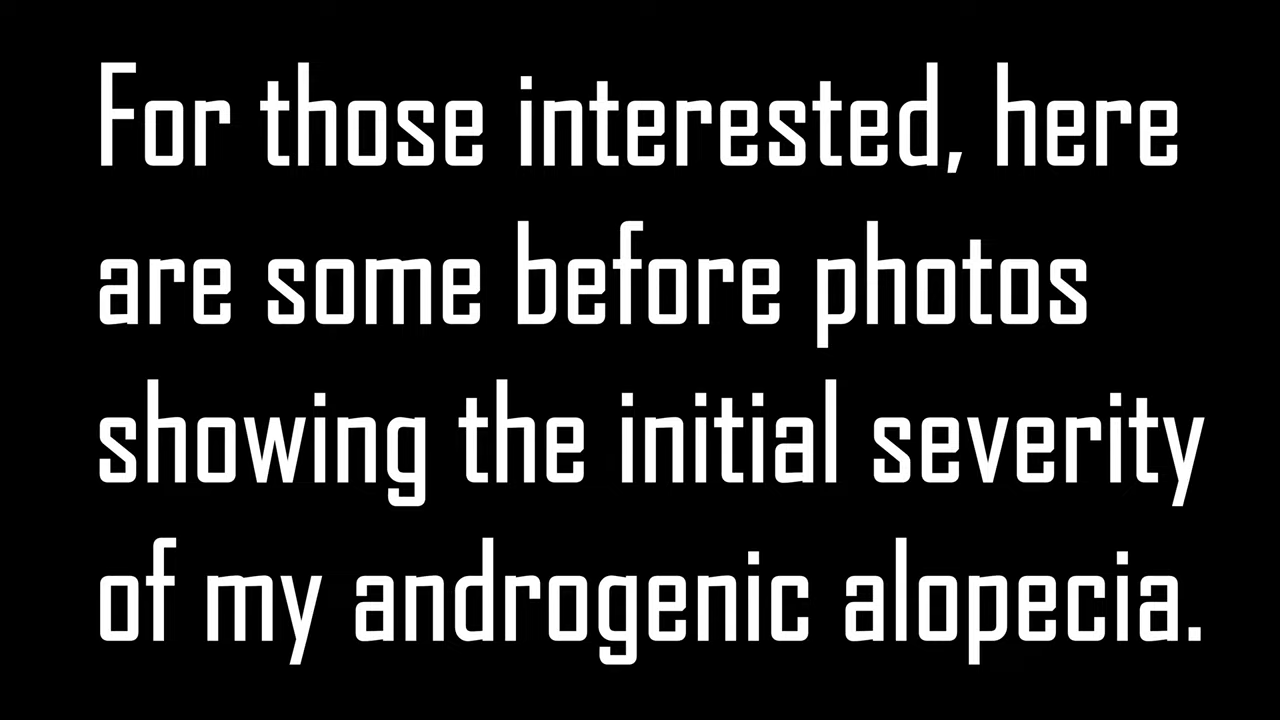 For those interested, here
are some before photos
showing the initial severity
of my androgenic alopecia.